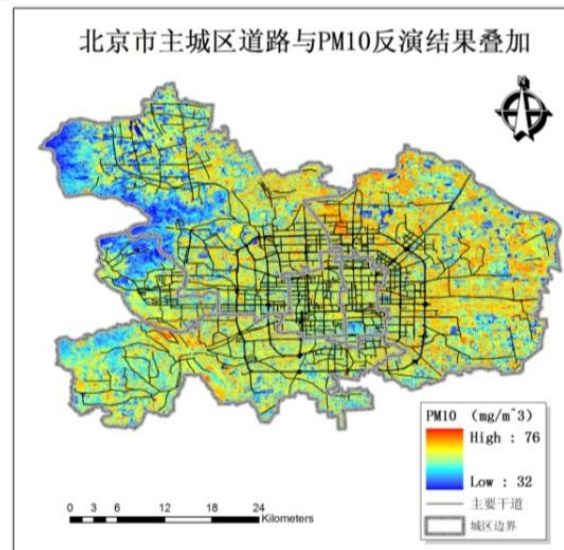 北京市主城区道路与PM10反演结果叠加
PM10 (mg/m^3)
High : 76
Low : 32
主要干道
城区边界
0 3 6 12 18 24
Kilometers